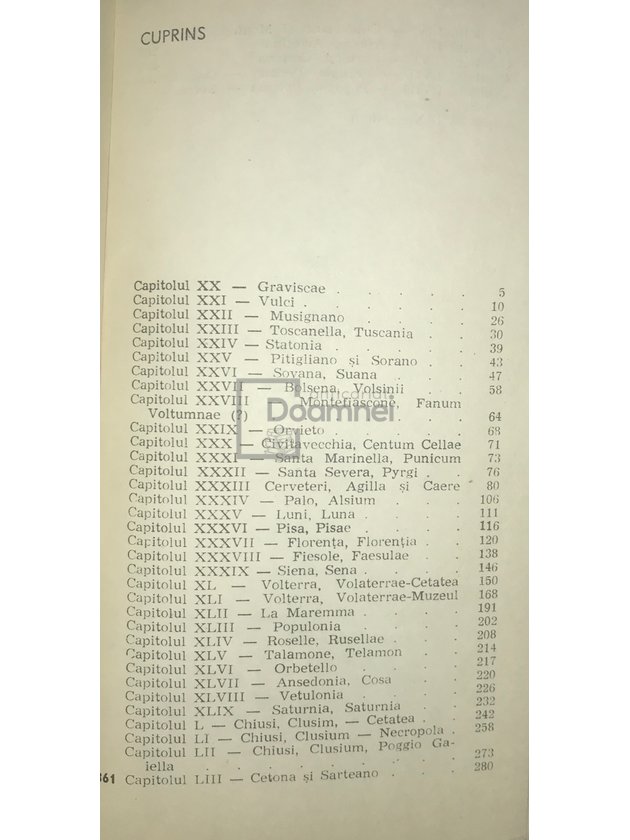 CUPRINS
Capitolul XX — Graviscae . . . . . 5
Capitolul XXI — Vulci . . . . . . 10
Capitolul XXII — Musignano . . . . 26
Capitolul XXIII — Toscanella, Tuscania . . 30
Capitolul XXIV — Statonia . . . . . 39
Capitolul XXV — Pitigliano și Sorano . . 43
Capitolul XXVI — Sovana, Suana . . . 47
Capitolul XXVII — Bolsena, Volsinii . . 58
Capitolul XXVIII — Montefiascone, Fanum
Voltumnae (?) . . . . . . . 64
Capitolul XXIX — Orvieto . . . . . 68
Capitolul XXX — Civitavecchia, Centum Cellae 71
Capitolul XXXI — Santa Marinella, Punicum 73
Capitolul XXXII — Santa Severa, Pyrgi . . 76
Capitolul XXXIII Cerveteri, Agilla și Caere 80
Capitolul XXXIV — Palo, Alsium . . . 106
Capitolul XXXV — Luni, Luna . . . . 111
Capitolul XXXVI — Pisa, Pisae . . . . 116
Capitolul XXXVII — Florența, Florenția . . 120
Capitolul XXXVIII — Fiesole, Faesulae . . 138
Capitolul XXXIX — Siena, Sena . . . . 146
Capitolul XL — Volterra, Volaterrae-Cetatea 150
Capitolul XLI — Volterra, Volaterrae-Muzeul 168
Capitolul XLII — La Maremma . . . . 191
Capitolul XLIII — Populonia . . . . 202
Capitolul XLIV — Roselle, Rusellae . . . 208
Capitolul XLV — Talamone, Telamon . . 214
Capitolul XLVI — Orbetello . . . . 217
Capitolul XLVII — Ansedonia, Cosa . . . 220
Capitolul XLVIII — Vetulonia . . . . 226
Capitolul XLIX — Saturnia, Saturnia . . . 232
Capitolul L — Chiusi, Clusim, — Cetatea . . 242
Capitolul LI — Chiusi, Clusium — Necropola . 258
Capitolul LII — Chiusi, Clusium, Poggio Ga-
iella . . . . . . . . . 273
Capitolul LIII — Cetona și Sarteano . . . 280
361
anticariat
Doamnei